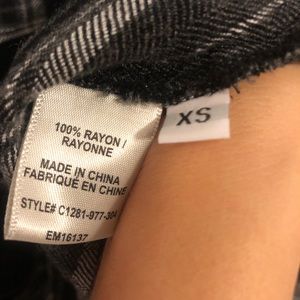 100% RAYON /
RAYONNE
MADE IN CHINA
FABRIQUÉ EN CHINE
STYLE# C1281-977-304
EM16137
XS